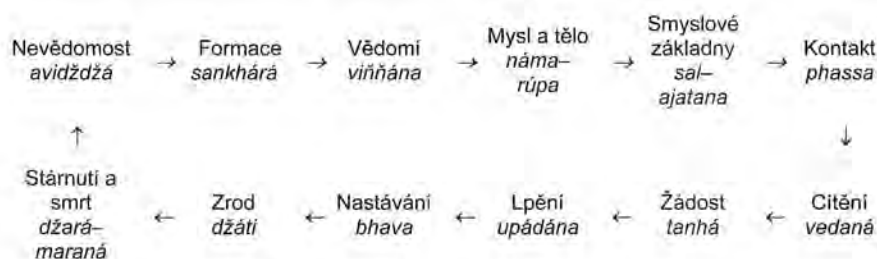 Nevědomost
avidždžá
Formace
sankhárá
Vědomí
viňňána
Mysl a tělo
náma–
rúpa
Smyslové
základny
sal–
ajatana
Kontakt
phassa
Cítění
vedaná
Žádost
tanhá
Lpění
upádána
Nastávání
bhava
Zrod
džáti
Stárnutí a
smrt
džará–
maraná